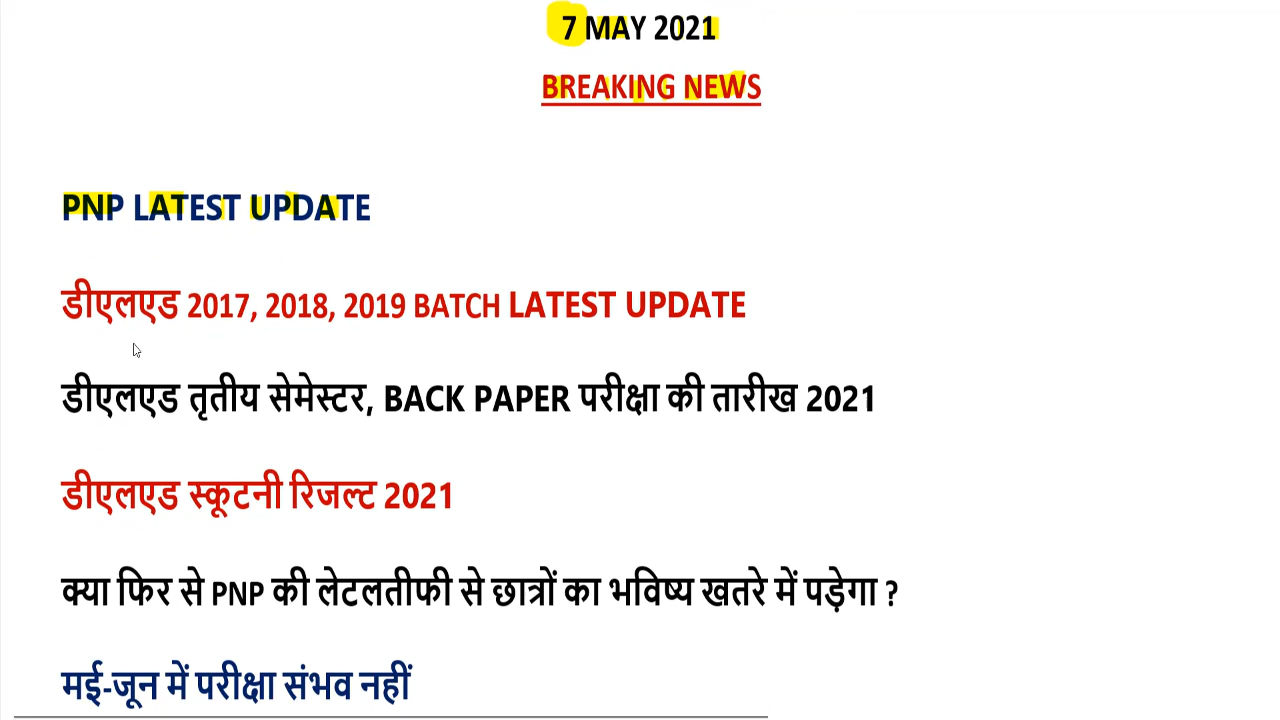 7 MAY 2021
BREAKING NEWS
PNP LATEST UPDATE
डीएलएड 2017, 2018, 2019 BATCH LATEST UPDATE
डीएलएड तृतीय सेमेस्टर, BACK PAPER परीक्षा की तारीख 2021
डीएलएड स्कूटनी रिजल्ट 2021
क्या फिर से PNP की लेटलतीफी से छात्रों का भविष्य खतरे में पड़ेगा ?
मई-जून में परीक्षा संभव नहीं